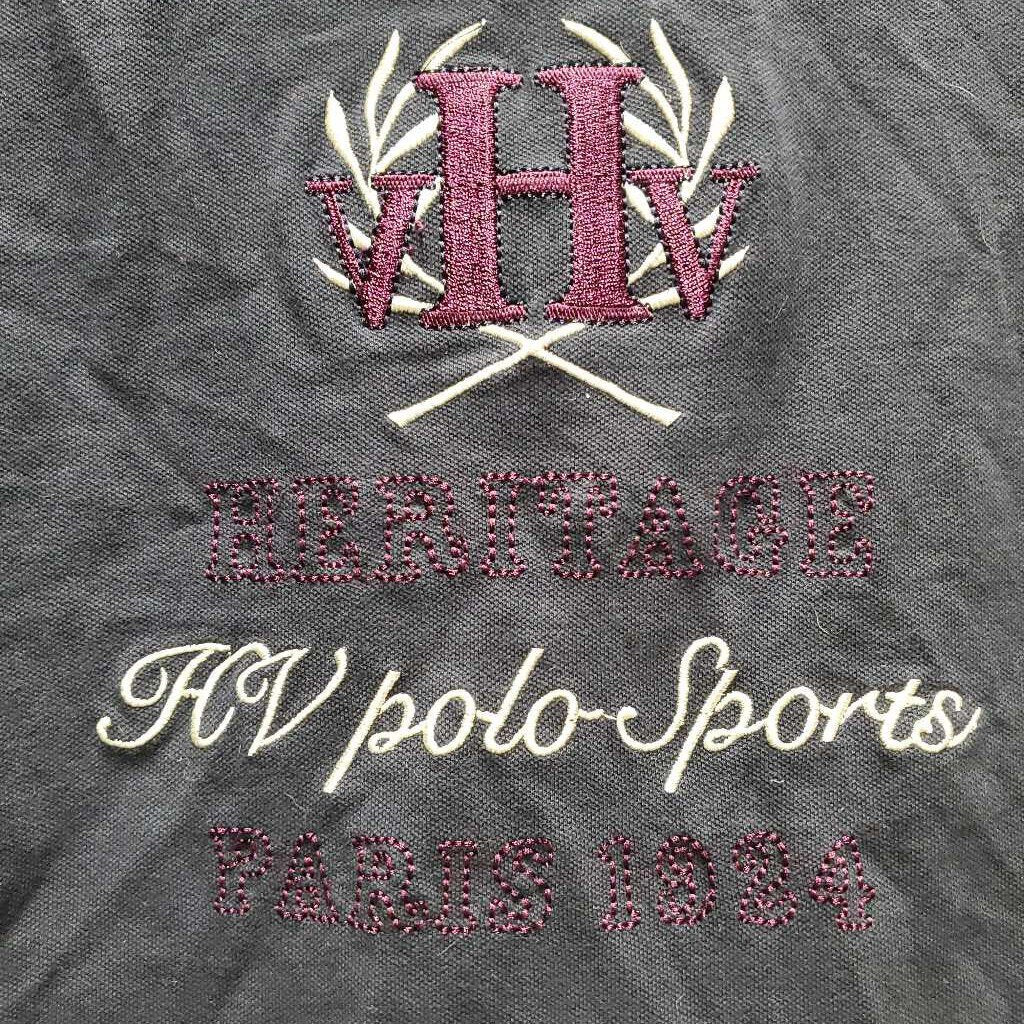 VHV
HERITAGE
HV polo Sports
PARIS 1924